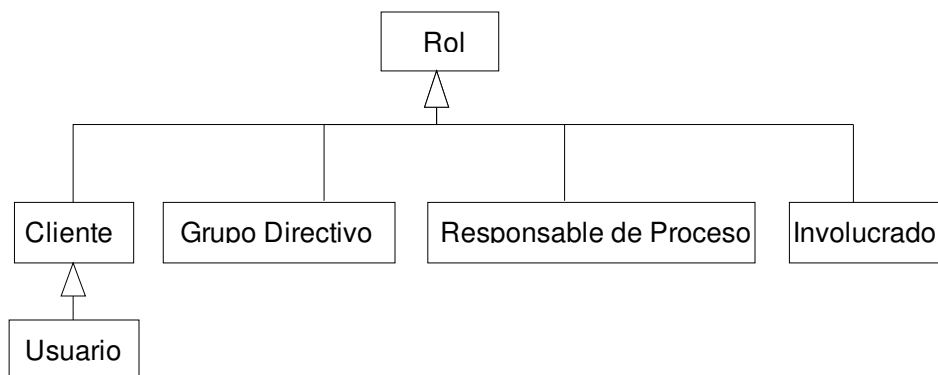 Rol
Cliente
Grupo Directivo
Responsable de Proceso
Involucrado
Usuario